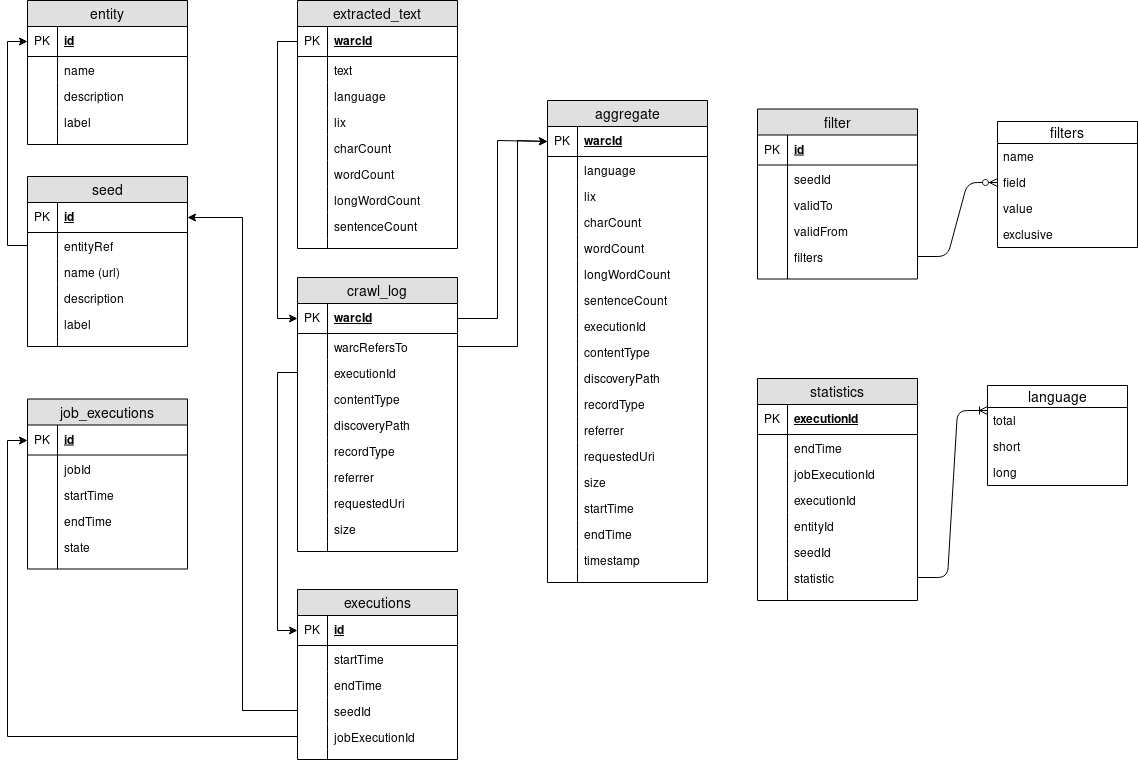 entity
PK id
name
description
label
seed
PK id
entityRef
name (url)
description
label
job_executions
PK id
jobId
startTime
endTime
state
extracted_text
PK warcId
text
language
lix
charCount
wordCount
longWordCount
sentenceCount
crawl_log
PK warcId
warcRefersTo
executionId
contentType
discoveryPath
recordType
referrer
requestedUri
size
executions
PK id
startTime
endTime
seedId
jobExecutionId
aggregate
PK warcId
language
lix
charCount
wordCount
longWordCount
sentenceCount
executionId
contentType
discoveryPath
recordType
referrer
requestedUri
size
startTime
endTime
timestamp
filter
PK id
seedId
validTo
validFrom
filters
filters
name
field
value
exclusive
statistics
PK executionId
endTime
jobExecutionId
executionId
entityId
seedId
statistic
language
total
short
long